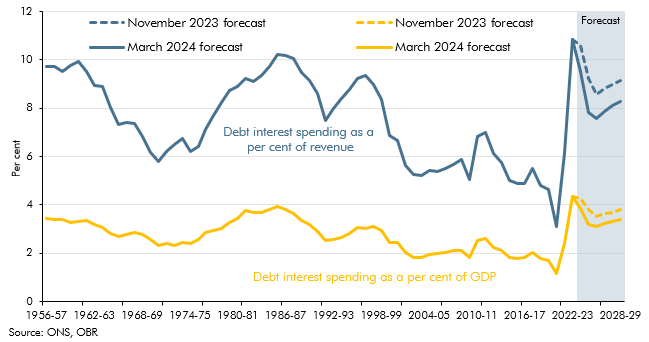 Forecast
November 2023 forecast
November 2023 forecast
March 2024 forecast
March 2024 forecast
12
10
8
6
4
2
0
Per cent
Debt interest spending as a
per cent of revenue
Debt interest spending as a per cent of GDP
1956-57
1962-63
1968-69
1974-75
1980-81
1986-87
1992-93
1998-99
2004-05
2010-11
2016-17
2022-23
2028-29
Source: ONS, OBR